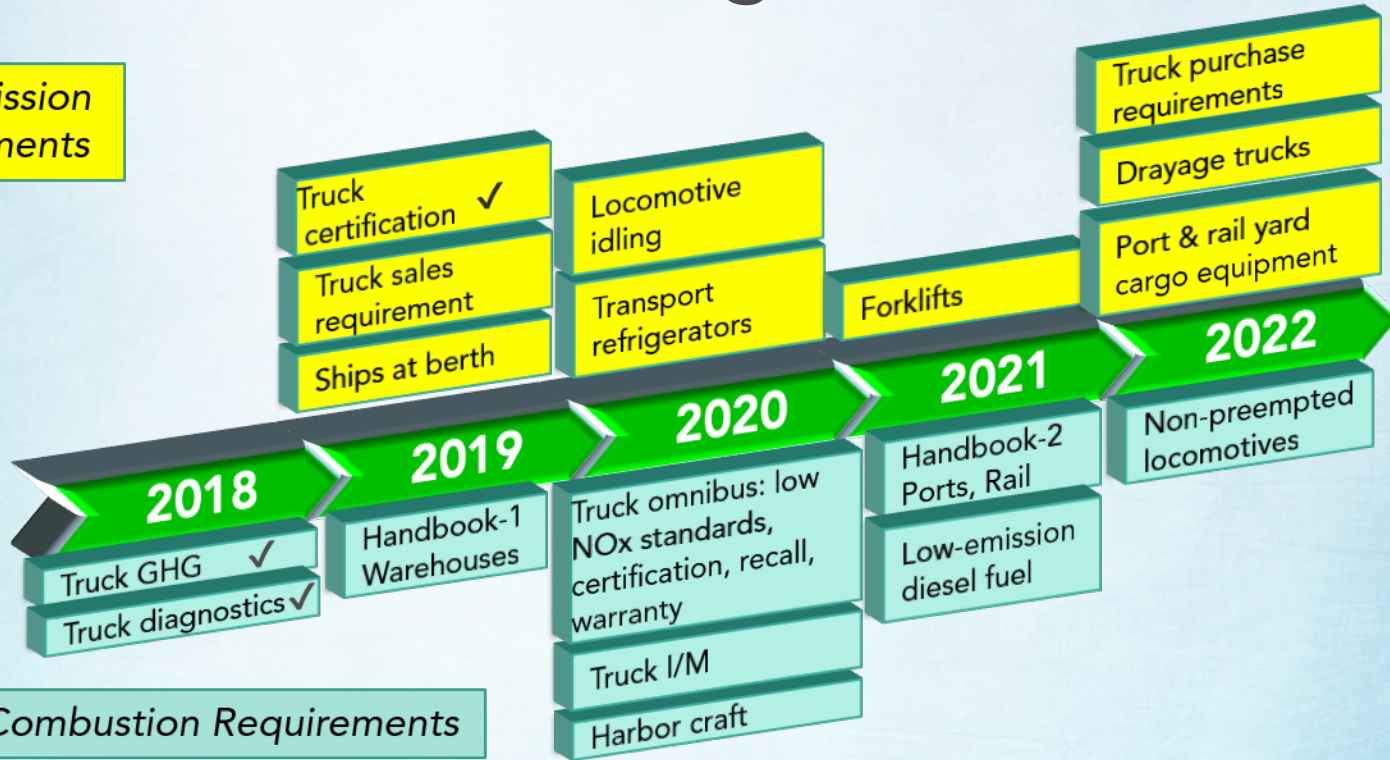 ission
ments
Truck
certification ✓
Truck sales
requirement
Ships at berth
Locomotive
idling
Transport
refrigerators
Forklifts
Truck purchase
requirements
Drayage trucks
Port & rail yard
cargo equipment
2018
2019
2020
2021
2022
Truck GHG ✓
Truck diagnostics ✓
Handbook-1
Warehouses
Truck omnibus: low
NOx standards,
certification, recall,
warranty
Truck I/M
Harbor craft
Handbook-2
Ports, Rail
Low-emission
diesel fuel
Non-preempted
locomotives
Combustion Requirements